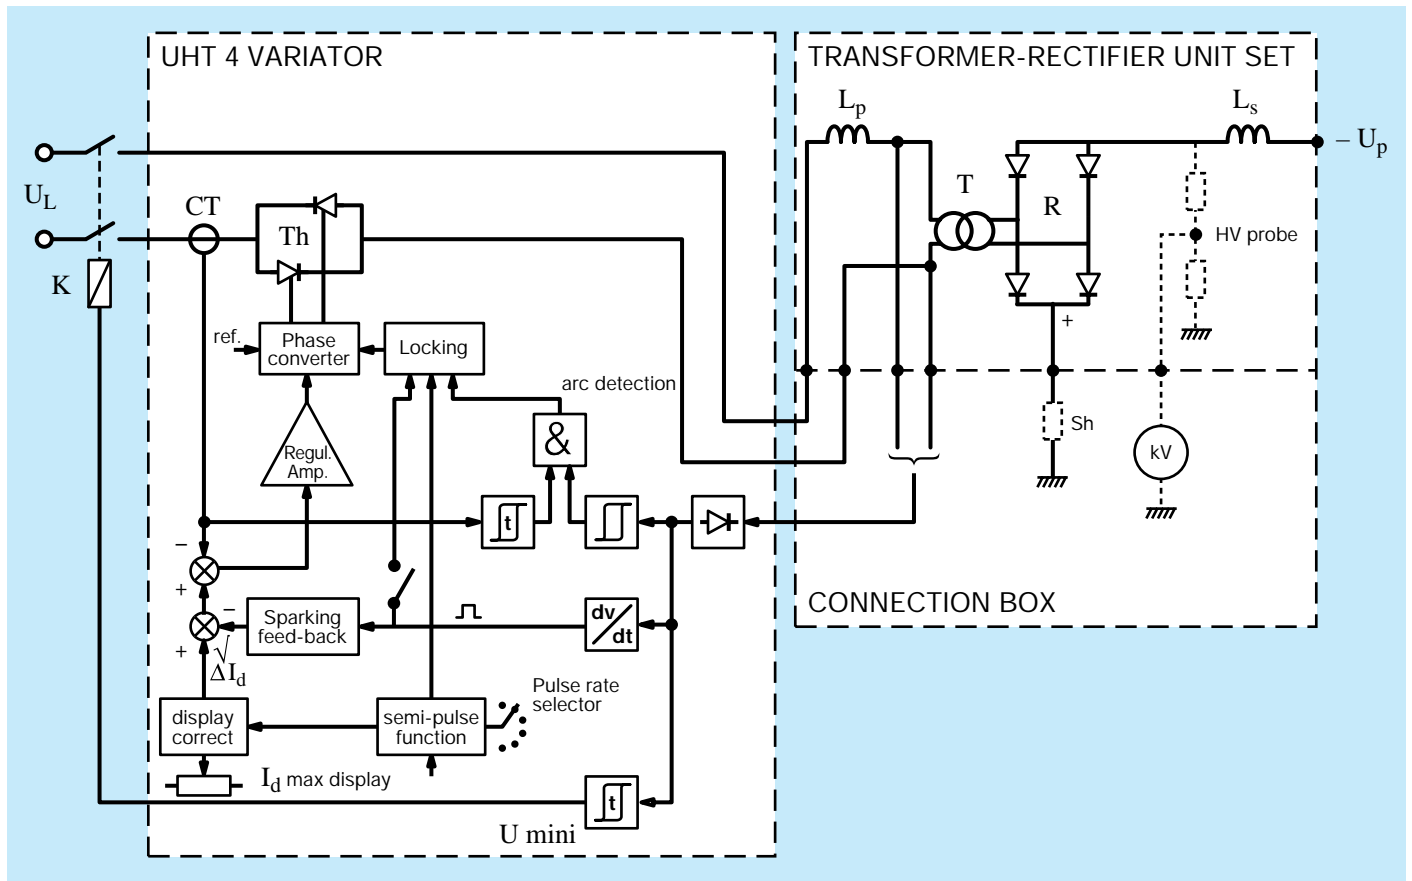 UHT 4 VARIATOR
TRANSFORMER-RECTIFIER UNIT SET
Lp
Ls
– Up
UL
CT
Th
T
R
HV probe
K
+
ref.
Phase
converter
Locking
arc detection
&
Sh
kV
Regul.
Amp.
t
–
+
–
+
Sparking
feed-back
dv
dt
CONNECTION BOX
√
ΔId
Pulse rate
selector
display
correct
semi-pulse
function
Id max display
t
U mini